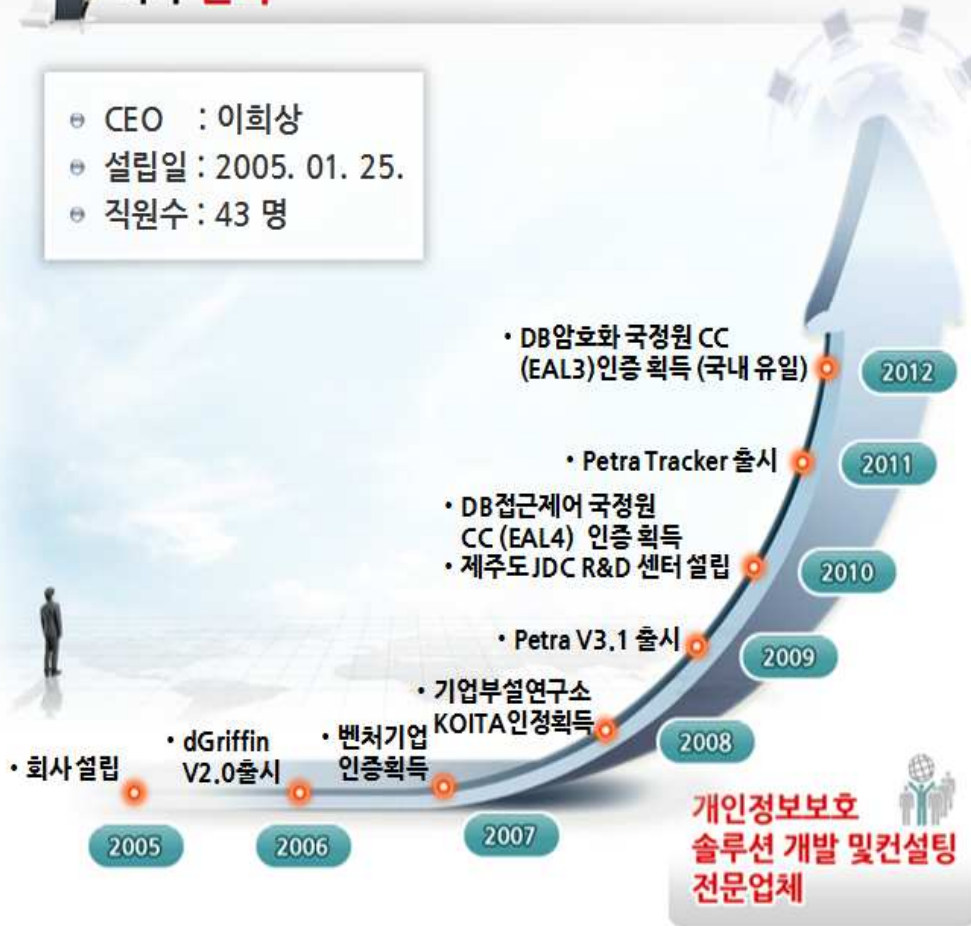 CEO : 이희상
설립일 : 2005. 01. 25.
직원수 : 43 명
• DB암호화 국정원 CC
(EAL3)인증 획득 (국내 유일)
2012
• Petra Tracker 출시
2011
• DB접근제어 국정원
CC (EAL4) 인증 획득
• 제주도JDC R&D 센터 설립
2010
• Petra V3.1 출시
2009
• 기업부설연구소
KOITA인정획득
2008
• 벤처기업
인증획득
2007
• dGriffin
V2.0출시
2006
• 회사 설립
2005
개인정보보호
솔루션 개발 및컨설팅
전문업체